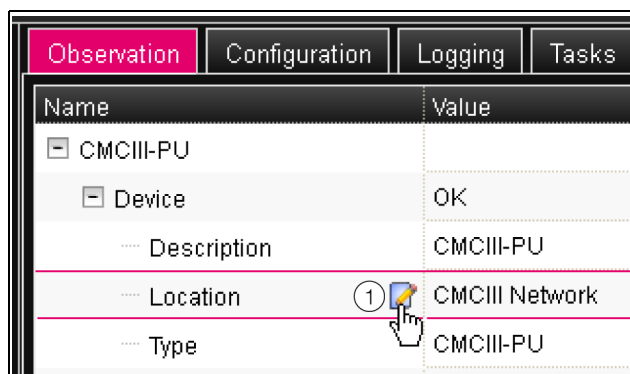 Observation Configuration Logging Tasks
Name Value
CMCIII-PU
Device OK
Description CMCIII-PU
Location 1 CMCIII Network
Type CMCIII-PU